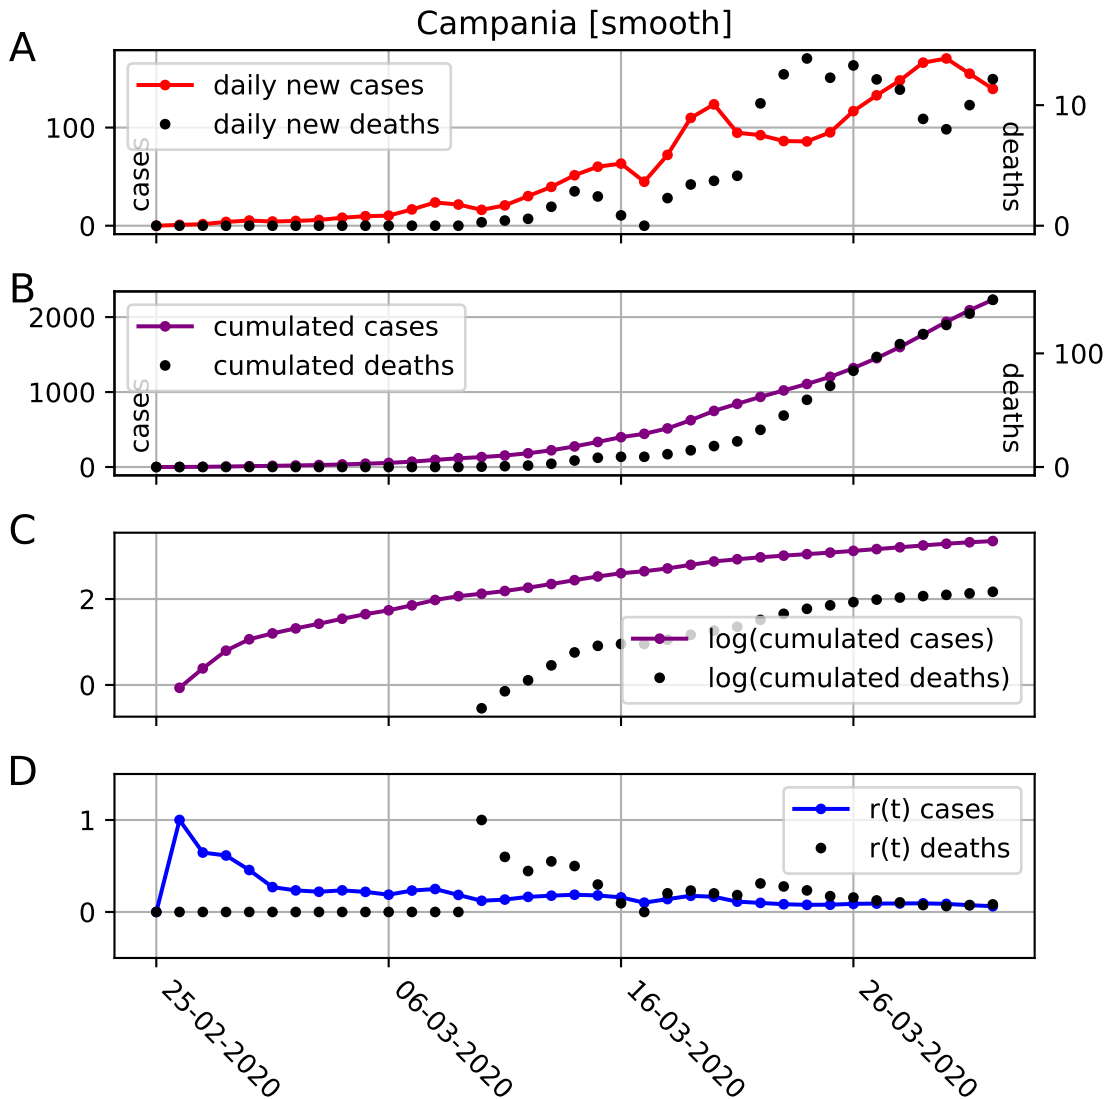 Campania [smooth]
A
daily new cases
daily new deaths
100
0
cases
10
0
deaths
B
cumulated cases
cumulated deaths
2000
1000
0
cases
100
0
deaths
C
2
0
log(cumulated cases)
log(cumulated deaths)
D
1
0
r(t) cases
r(t) deaths
25-02-2020
06-03-2020
16-03-2020
26-03-2020